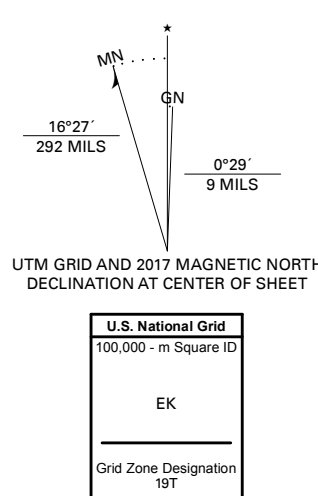 ★
MN
GN
16°27´
292 MILS
0°29´
9 MILS
UTM GRID AND 2017 MAGNETIC NORTH
DECLINATION AT CENTER OF SHEET
U.S. National Grid
100,000 - m Square ID
EK
Grid Zone Designation
19T